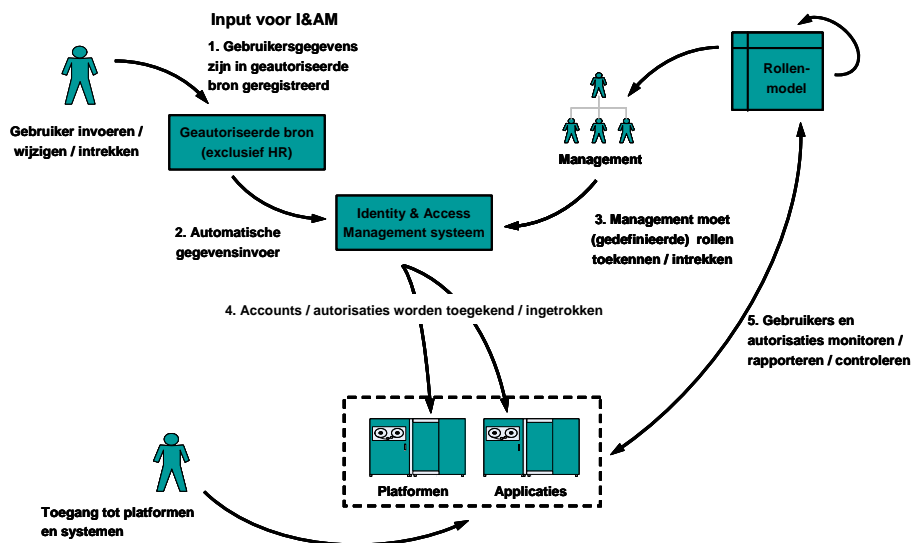 Input voor I&AM
1. Gebruikersgegevens
zijn in geautoriseerde
bron geregistreerd
Gebruiker invoeren /
wijzigen / intrekken
Geautoriseerde bron
(exclusief HR)
Rollen-
model
Management
2. Automatische
gegevensinvoer
Identity & Access
Management systeem
3. Management moet
(gedefinieerde) rollen
toekennen / intrekken
4. Accounts / autorisaties worden toegekend / ingetrokken
5. Gebruikers en
autorisaties monitoren /
rapporteren / controleren
Platformen
Applicaties
Toegang tot platformen
en systemen